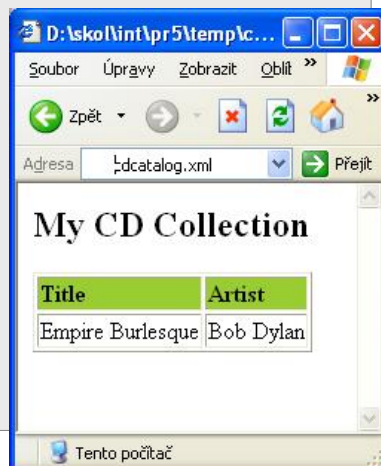 D:\skol\int\pr5\temp\c...
Soubor Úpravy Zobrazit Oblíb »
Zpět »
Adresa cdcatalog.xml Přejít
My CD Collection
Title Artist
Empire Burlesque Bob Dylan
Tento počítač